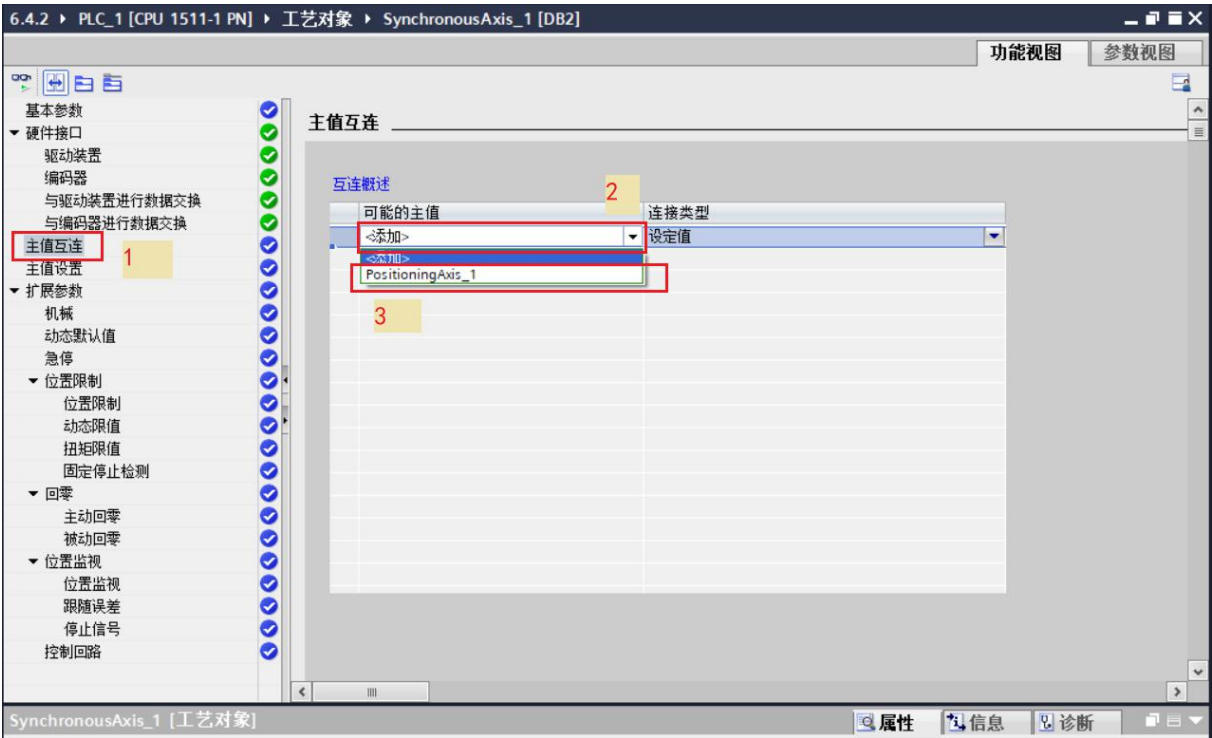 6.4.2 ▸ PLC_1 [CPU 1511-1 PN] ▸ 工艺对象 ▸ SynchronousAxis_1 [DB2]
功能视图 参数视图
基本参数
硬件接口
驱动装置
编码器
与驱动装置进行数据交换
与编码器进行数据交换
主值互连
1
主值设置
扩展参数
机械
动态默认值
急停
位置限制
位置限制
动态限值
扭矩限值
固定停止检测
回零
主动回零
被动回零
位置监视
位置监视
跟随误差
停止信号
控制回路
主值互连
互连概述
2
可能的主值 连接类型
<添加> 设定值
<添加>
PositioningAxis_1
3
SynchronousAxis_1 [工艺对象] 属性 信息 诊断